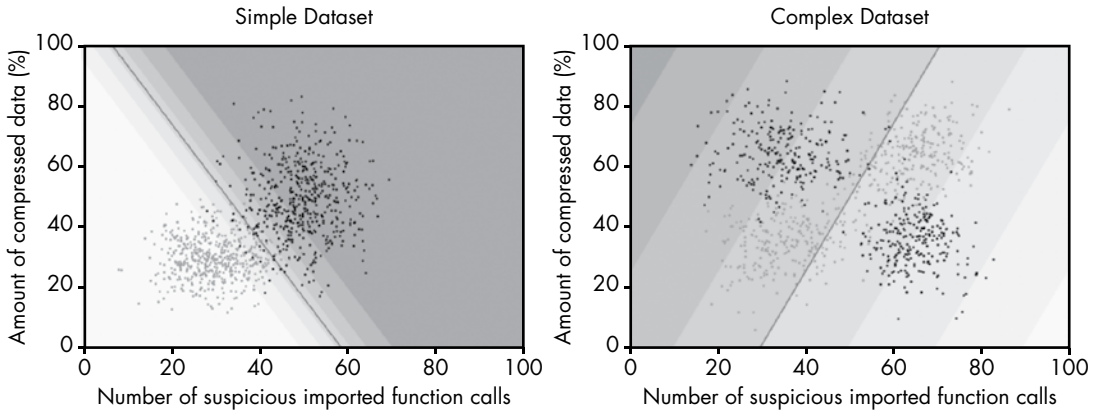 Simple Dataset
Amount of compressed data (%)
100
80
60
40
20
0
0 20 40 60 80 100
Number of suspicious imported function calls
Complex Dataset
Amount of compressed data (%)
100
80
60
40
20
0
0 20 40 60 80 100
Number of suspicious imported function calls